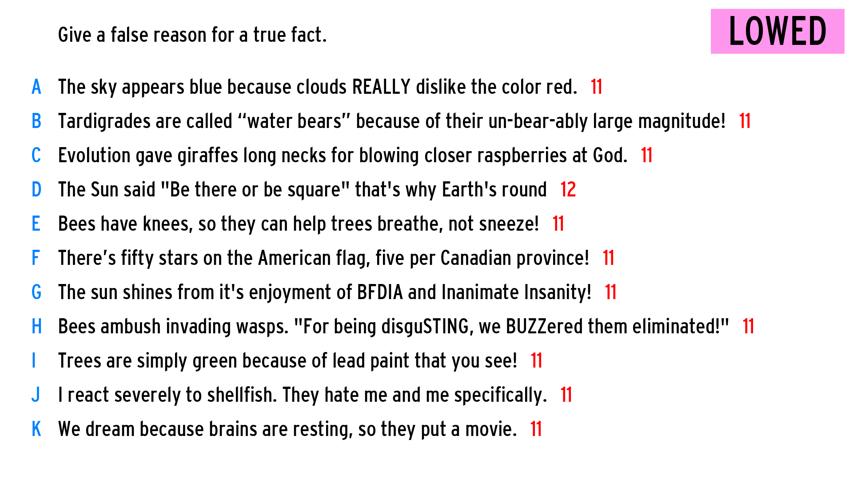 Give a false reason for a true fact.
LOWED
A The sky appears blue because clouds REALLY dislike the color red. 11
B Tardigrades are called “water bears” because of their un-bear-ably large magnitude! 11
C Evolution gave giraffes long necks for blowing closer raspberries at God. 11
D The Sun said "Be there or be square" that's why Earth's round 12
E Bees have knees, so they can help trees breathe, not sneeze! 11
F There’s fifty stars on the American flag, five per Canadian province! 11
G The sun shines from it's enjoyment of BFDIA and Inanimate Insanity! 11
H Bees ambush invading wasps. "For being disguSTING, we BUZZered them eliminated!" 11
I Trees are simply green because of lead paint that you see! 11
J I react severely to shellfish. They hate me and me specifically. 11
K We dream because brains are resting, so they put a movie. 11